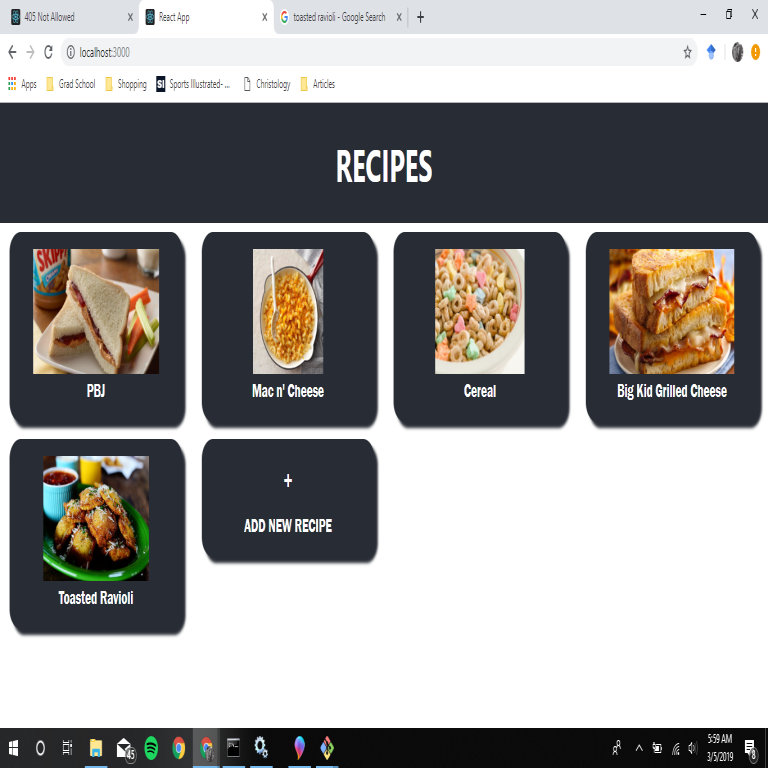 405 Not Allowed
React App
toasted ravioli - Google Search
localhost:3000
Apps
Grad School
Shopping
SI
Sports Illustrated- ...
Christology
Articles
RECIPES
SKIPPY
PBJ
Mac n' Cheese
Cereal
Big Kid Grilled Cheese
Toasted Ravioli
+
ADD NEW RECIPE
45
5:59 AM
3/5/2019
8